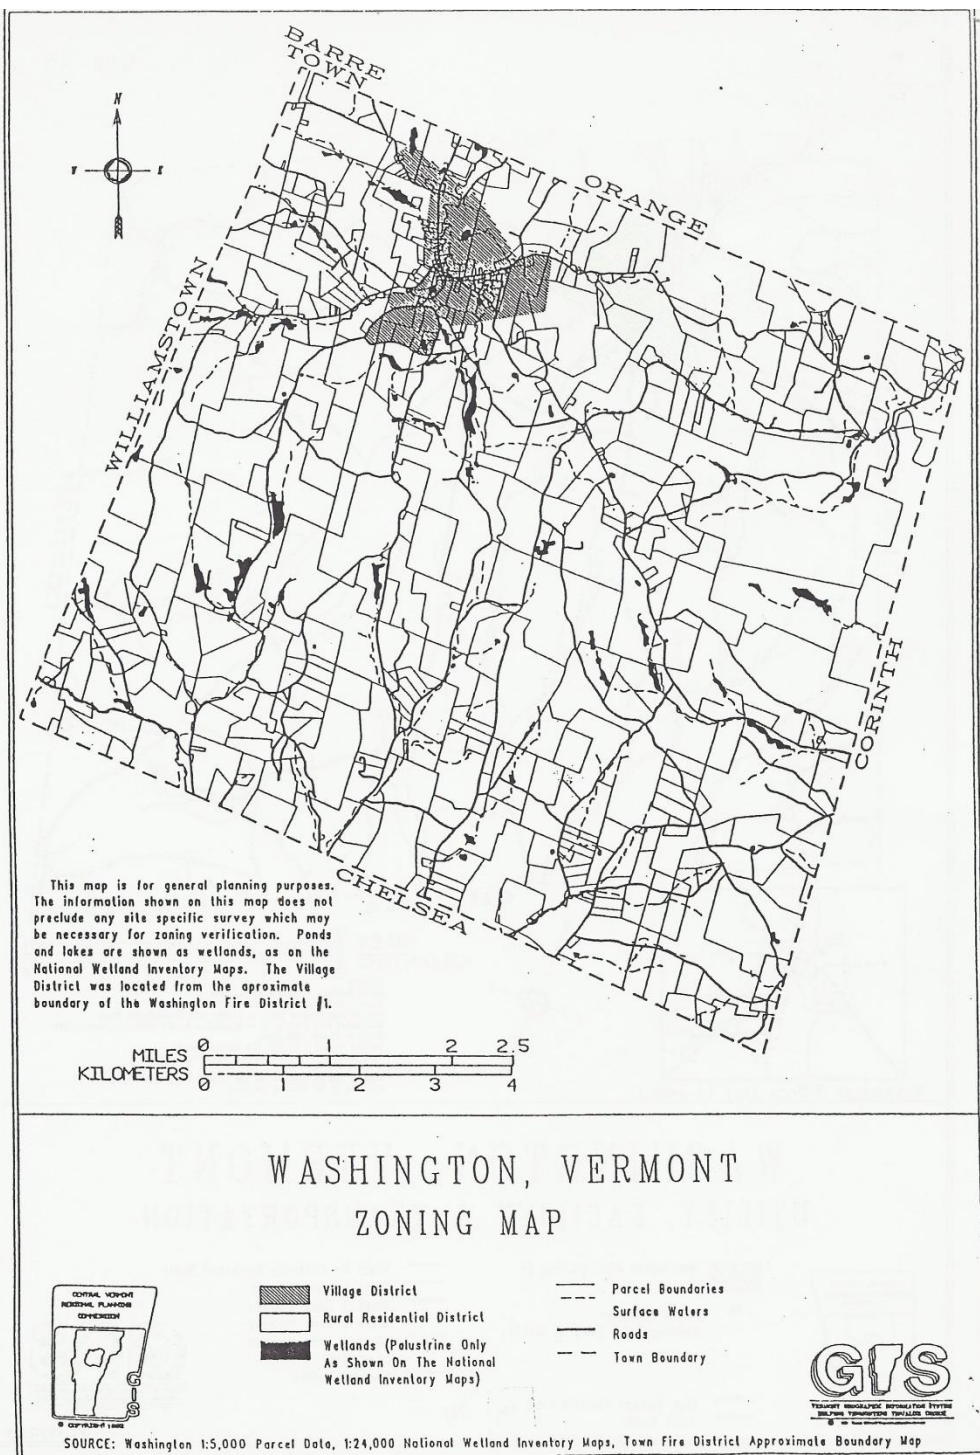 BARRE
TOWN
N
ORANGE
WILLIAMSTOWN
CORINTH
CHELSEA
This map is for general planning purposes.
The information shown on this map does not
preclude any site specific survey which may
be necessary for zoning verification. Ponds
and lakes are shown as wetlands, as on the
National Wetland Inventory Maps. The Village
District was located from the aproximate
boundary of the Washington Fire District #1.
MILES 0 1 2 2.5
KILOMETERS 0 1 2 3 4
WASHINGTON, VERMONT
ZONING MAP
CENTRAL VERMONT
REGIONAL PLANNING
COMMISSION
GIS
© COPYRIGHT
Village District
Rural Residential District
Wetlands (Palustrine Only
As Shown On The National
Wetland Inventory Maps)
Parcel Boundaries
Surface Waters
Roads
Town Boundary
GIS
VERMONT GEOGRAPHIC INFORMATION SYSTEM
SOURCE: Washington 1:5,000 Parcel Data, 1:24,000 National Wetland Inventory Maps, Town Fire District Approximate Boundary Map